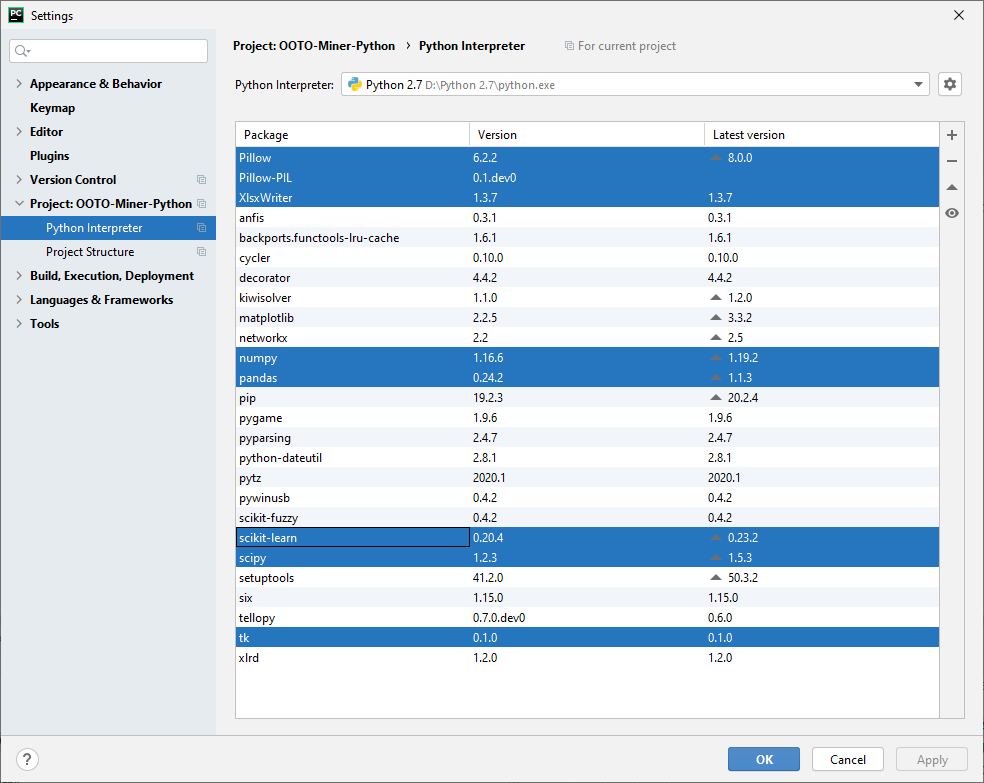 PC Settings
Project: OOTO-Miner-Python › Python Interpreter For current project
Appearance & Behavior
Keymap
Editor
Plugins
Version Control
Project: OOTO-Miner-Python
Python Interpreter
Project Structure
Build, Execution, Deployment
Languages & Frameworks
Tools
Python Interpreter: Python 2.7 D:\Python 2.7\python.exe
Package Version Latest version
Pillow 6.2.2 8.0.0
Pillow-PIL 0.1.dev0
XlsxWriter 1.3.7 1.3.7
anfis 0.3.1 0.3.1
backports.functools-lru-cache 1.6.1 1.6.1
cycler 0.10.0 0.10.0
decorator 4.4.2 4.4.2
kiwisolver 1.1.0 1.2.0
matplotlib 2.2.5 3.3.2
networkx 2.2 2.5
numpy 1.16.6 1.19.2
pandas 0.24.2 1.1.3
pip 19.2.3 20.2.4
pygame 1.9.6 1.9.6
pyparsing 2.4.7 2.4.7
python-dateutil 2.8.1 2.8.1
pytz 2020.1 2020.1
pywinusb 0.4.2 0.4.2
scikit-fuzzy 0.4.2 0.4.2
scikit-learn 0.20.4 0.23.2
scipy 1.2.3 1.5.3
setuptools 41.2.0 50.3.2
six 1.15.0 1.15.0
tellopy 0.7.0.dev0 0.6.0
tk 0.1.0 0.1.0
xlrd 1.2.0 1.2.0
? OK Cancel Apply